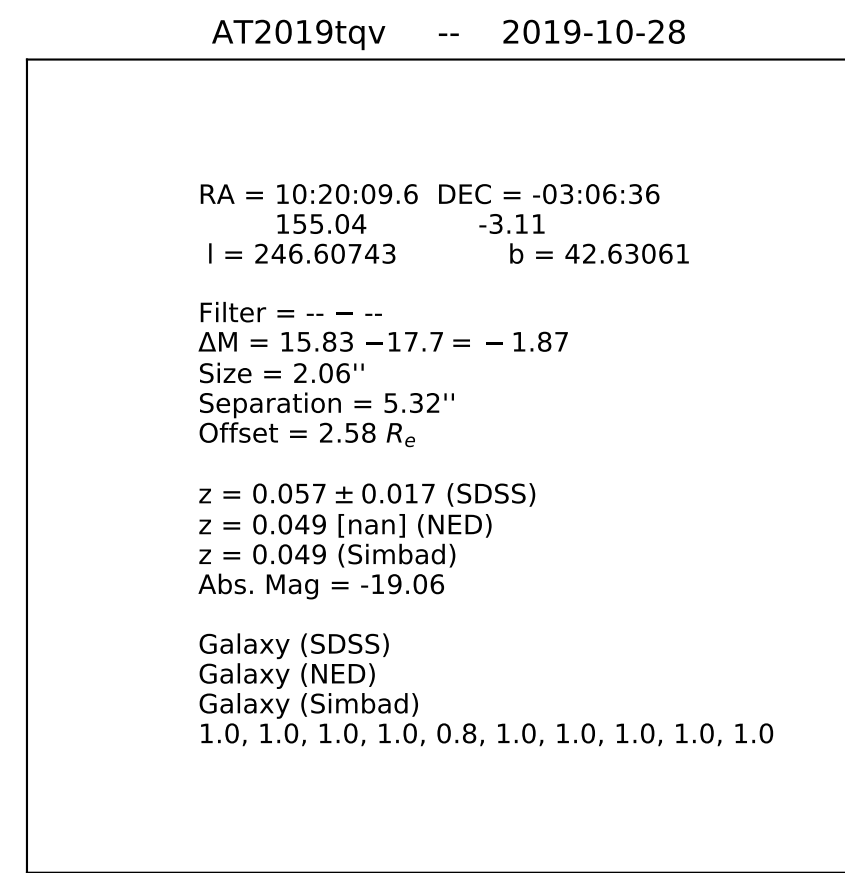 AT2019tqv -- 2019-10-28
RA = 10:20:09.6 DEC = -03:06:36
155.04 -3.11
l = 246.60743 b = 42.63061
Filter = -- − --
ΔM = 15.83 −17.7 = − 1.87
Size = 2.06''
Separation = 5.32''
Offset = 2.58 Rₑ
z = 0.057 ± 0.017 (SDSS)
z = 0.049 [nan] (NED)
z = 0.049 (Simbad)
Abs. Mag = -19.06
Galaxy (SDSS)
Galaxy (NED)
Galaxy (Simbad)
1.0, 1.0, 1.0, 1.0, 0.8, 1.0, 1.0, 1.0, 1.0, 1.0